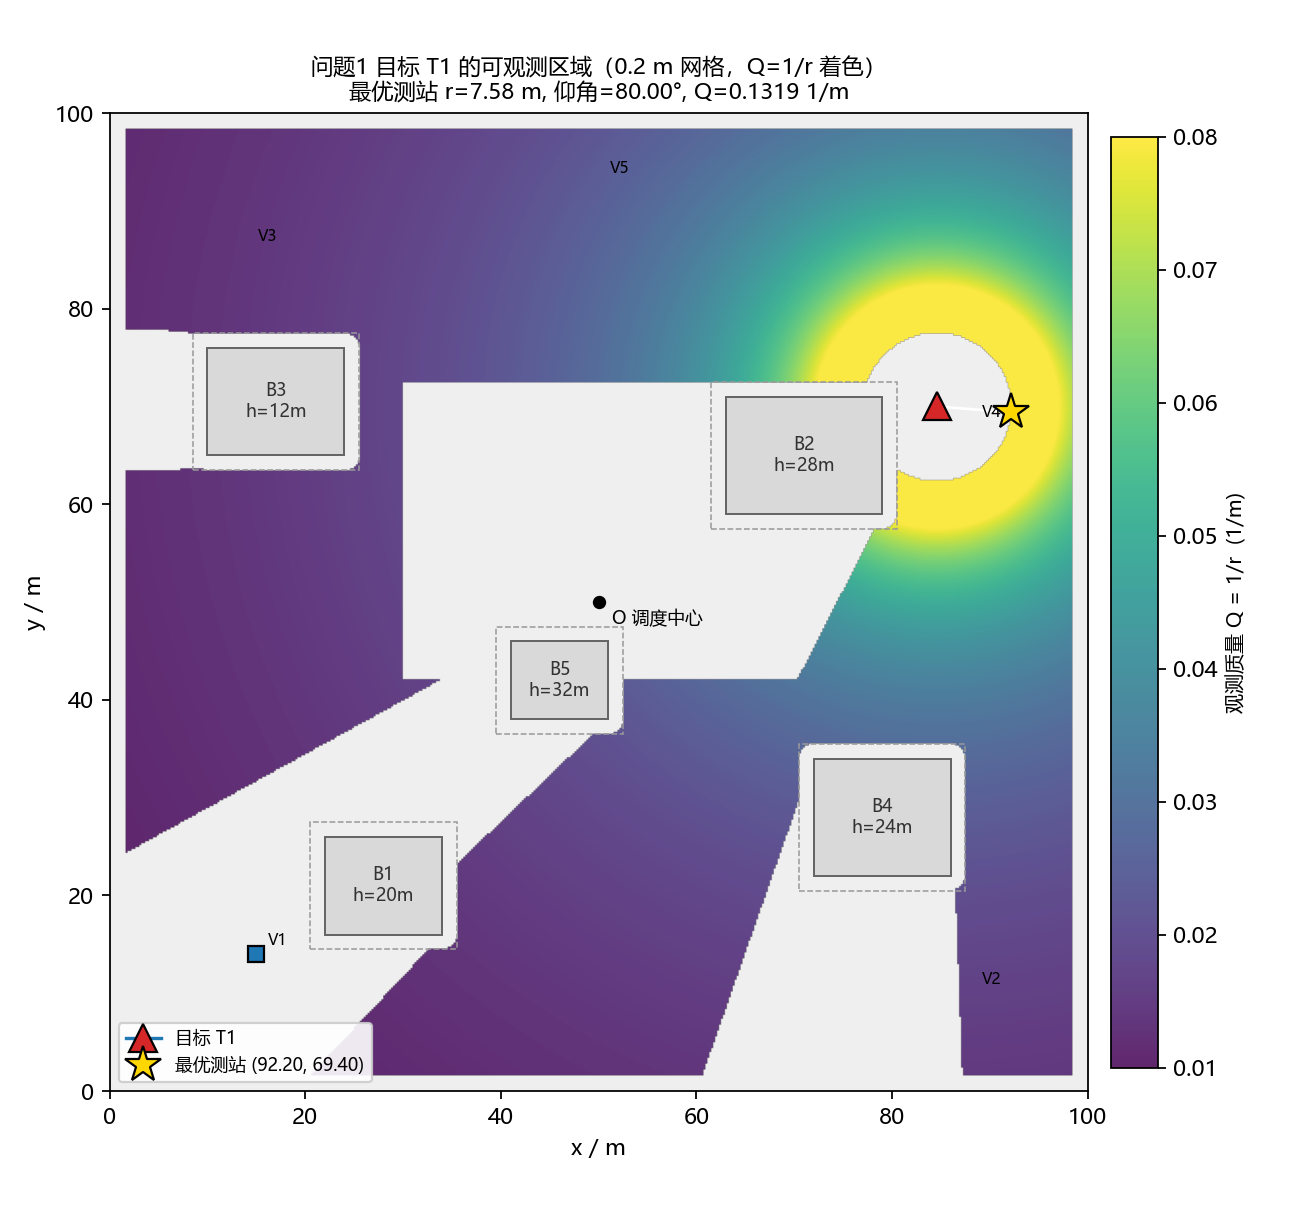 问题1 目标 T1 的可观测区域（0.2 m 网格，Q=1/r 着色）
最优测站 r=7.58 m, 仰角=80.00°, Q=0.1319 1/m
100
80
60
40
20
0
y / m
V5
V3
B3
h=12m
B2
h=28m
V4
O 调度中心
B5
h=32m
B4
h=24m
B1
h=20m
V1
V2
目标 T1
最优测站 (92.20, 69.40)
0
20
40
60
80
100
x / m
0.08
0.07
0.06
0.05
0.04
0.03
0.02
0.01
观测质量 Q = 1/r (1/m)